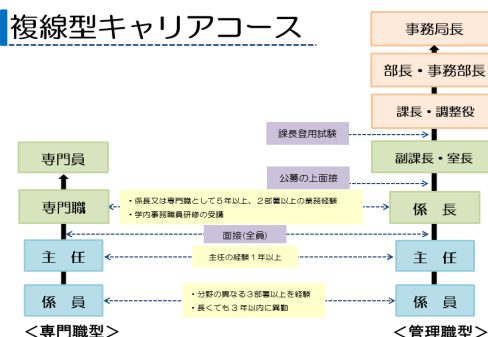 複線型キャリアコース
事務局長
部長・事務部長
課長・調整役
課長登用試験
専門員
副課長・室長
公募の上面接
専門職
・係長又は専門職として5年以上、2部署以上の業務経験
・学内事務職員研修の受講
係 長
面接(全員)
主 任
主任の経験1年以上
主 任
係 員
・分野の異なる3部署以上を経験
・長くても3年以内に異動
係 員
＜専門職型＞
＜管理職型＞